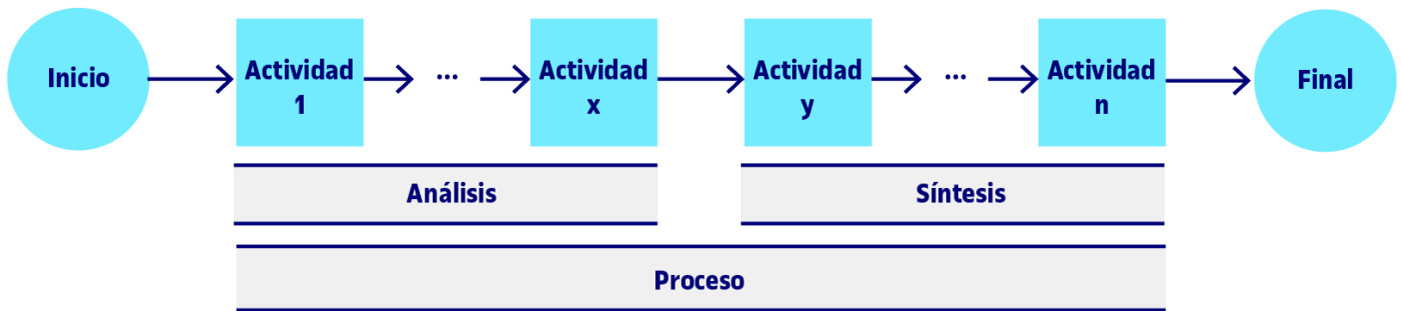 Inicio
Actividad
1
...
Actividad
x
Actividad
y
...
Actividad
n
Final
Análisis
Síntesis
Proceso